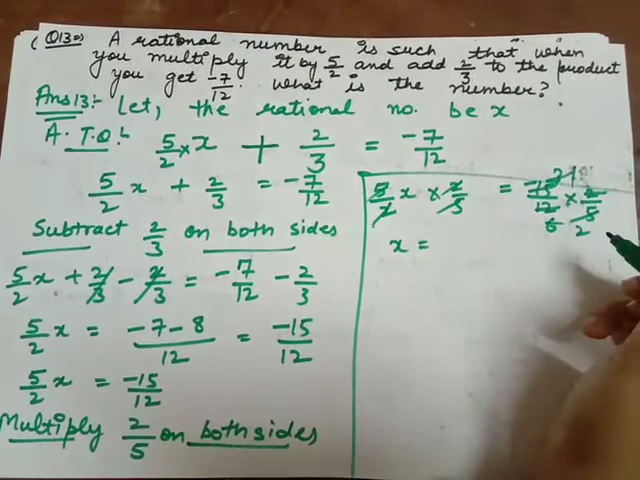 (Q13⇒) A rational number is such that when
you multiply it by 5/2 and add 2/3 to the product
you get -7/12. What is the number?
Ans13:- Let, the rational no. be x
A.T.Q:
5/2 × x + 2/3 = -7/12
5/2 x + 2/3 = -7/12
Subtract 2/3 on both sides
5/2 x + 2/3 - 2/3 = -7/12 - 2/3
5/2 x = -7-8/12 = -15/12
5/2 x = -15/12
Multiply 2/5 on both sides
5/2 x × 2/5 = -15/12 × 2/5
x =